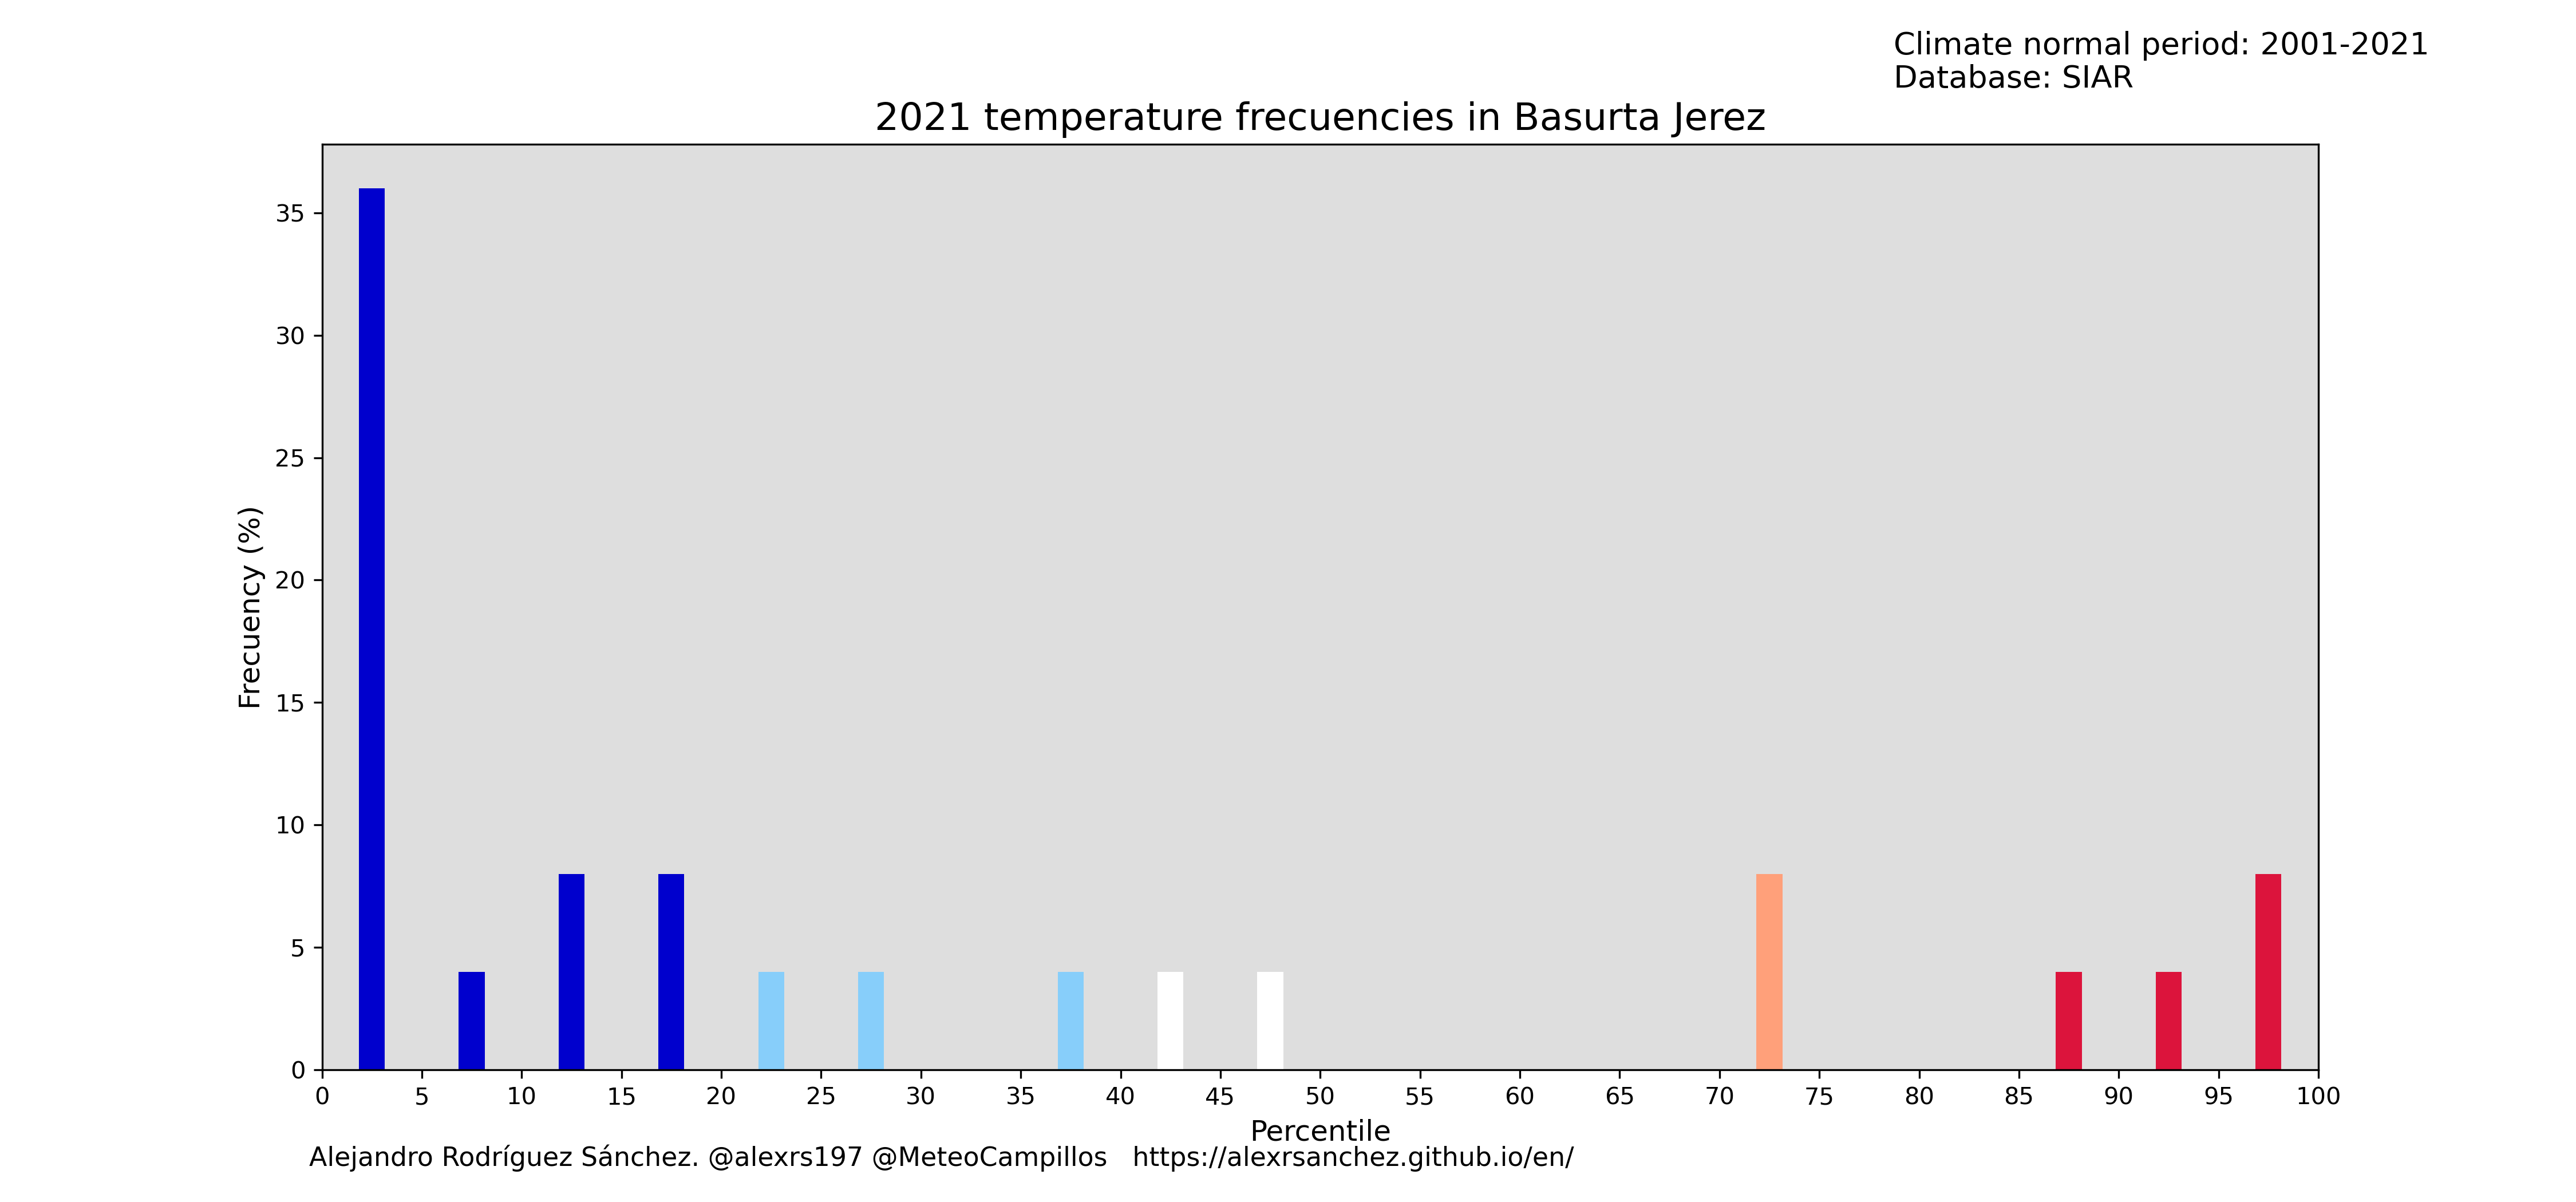 Climate normal period: 2001-2021
Database: SIAR
2021 temperature frecuencies in Basurta Jerez
Frecuency (%)
35
30
25
20
15
10
5
0
0 5 10 15 20 25 30 35 40 45 50 55 60 65 70 75 80 85 90 95 100
Percentile
Alejandro Rodríguez Sánchez. @alexrs197 @MeteoCampillos https://alexrsanchez.github.io/en/